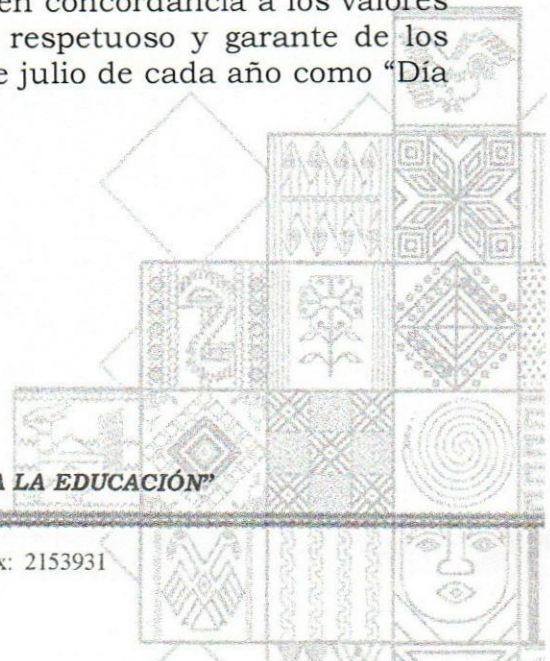 en concordancia a los valores
respetuoso y garante de los
e julio de cada año como “Día
A LA EDUCACIÓN”
x: 2153931